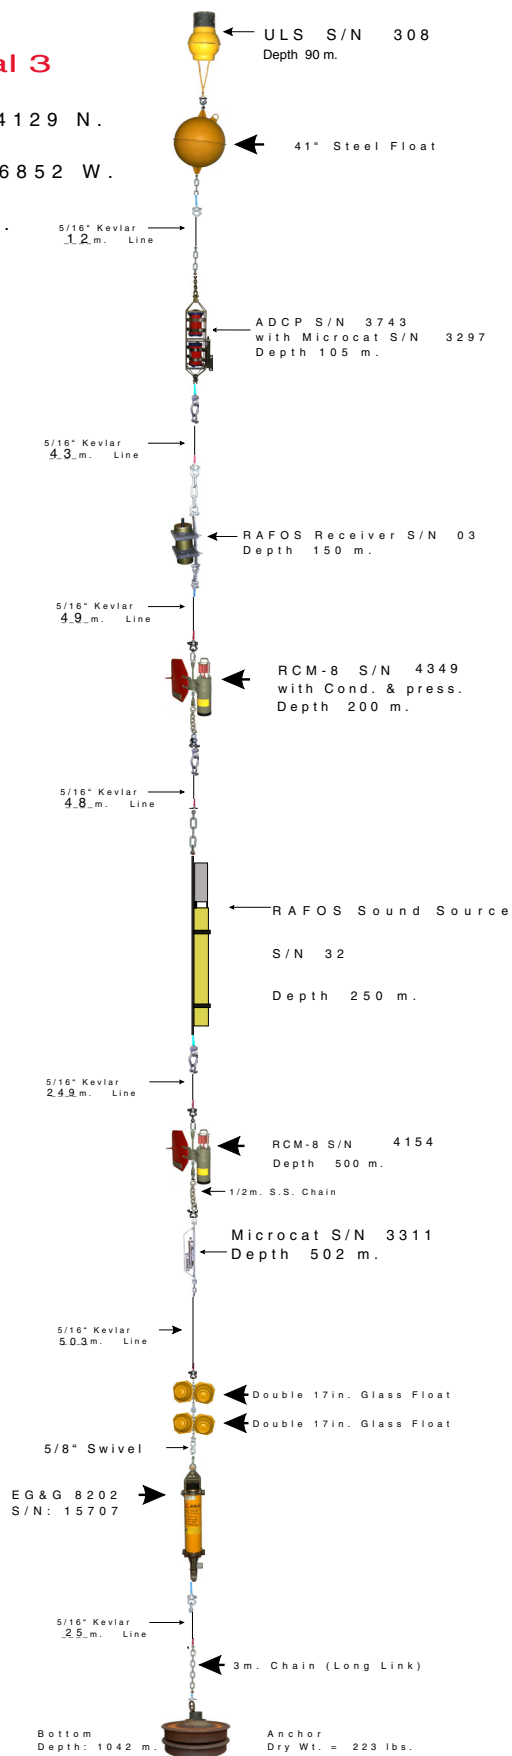 ULS S/N 308
Depth 90 m.
al 3
4129 N.
41" Steel Float
6852 W.
.
5/16" Kevlar
12 m. Line
ADCP S/N 3743
with Microcat S/N 3297
Depth 105 m.
5/16" Kevlar
43 m. Line
RAFOS Receiver S/N 03
Depth 150 m.
5/16" Kevlar
49 m. Line
RCM-8 S/N 4349
with Cond. & press.
Depth 200 m.
5/16" Kevlar
48 m. Line
RAFOS Sound Source
S/N 32
Depth 250 m.
5/16" Kevlar
249 m. Line
RCM-8 S/N 4154
Depth 500 m.
1/2m. S.S. Chain
Microcat S/N 3311
Depth 502 m.
5/16" Kevlar
503 m. Line
Double 17in. Glass Float
Double 17in. Glass Float
5/8" Swivel
EG&G 8202
S/N: 15707
5/16" Kevlar
25 m. Line
3m. Chain (Long Link)
Bottom
Depth: 1042 m.
Anchor
Dry Wt. = 223 lbs.